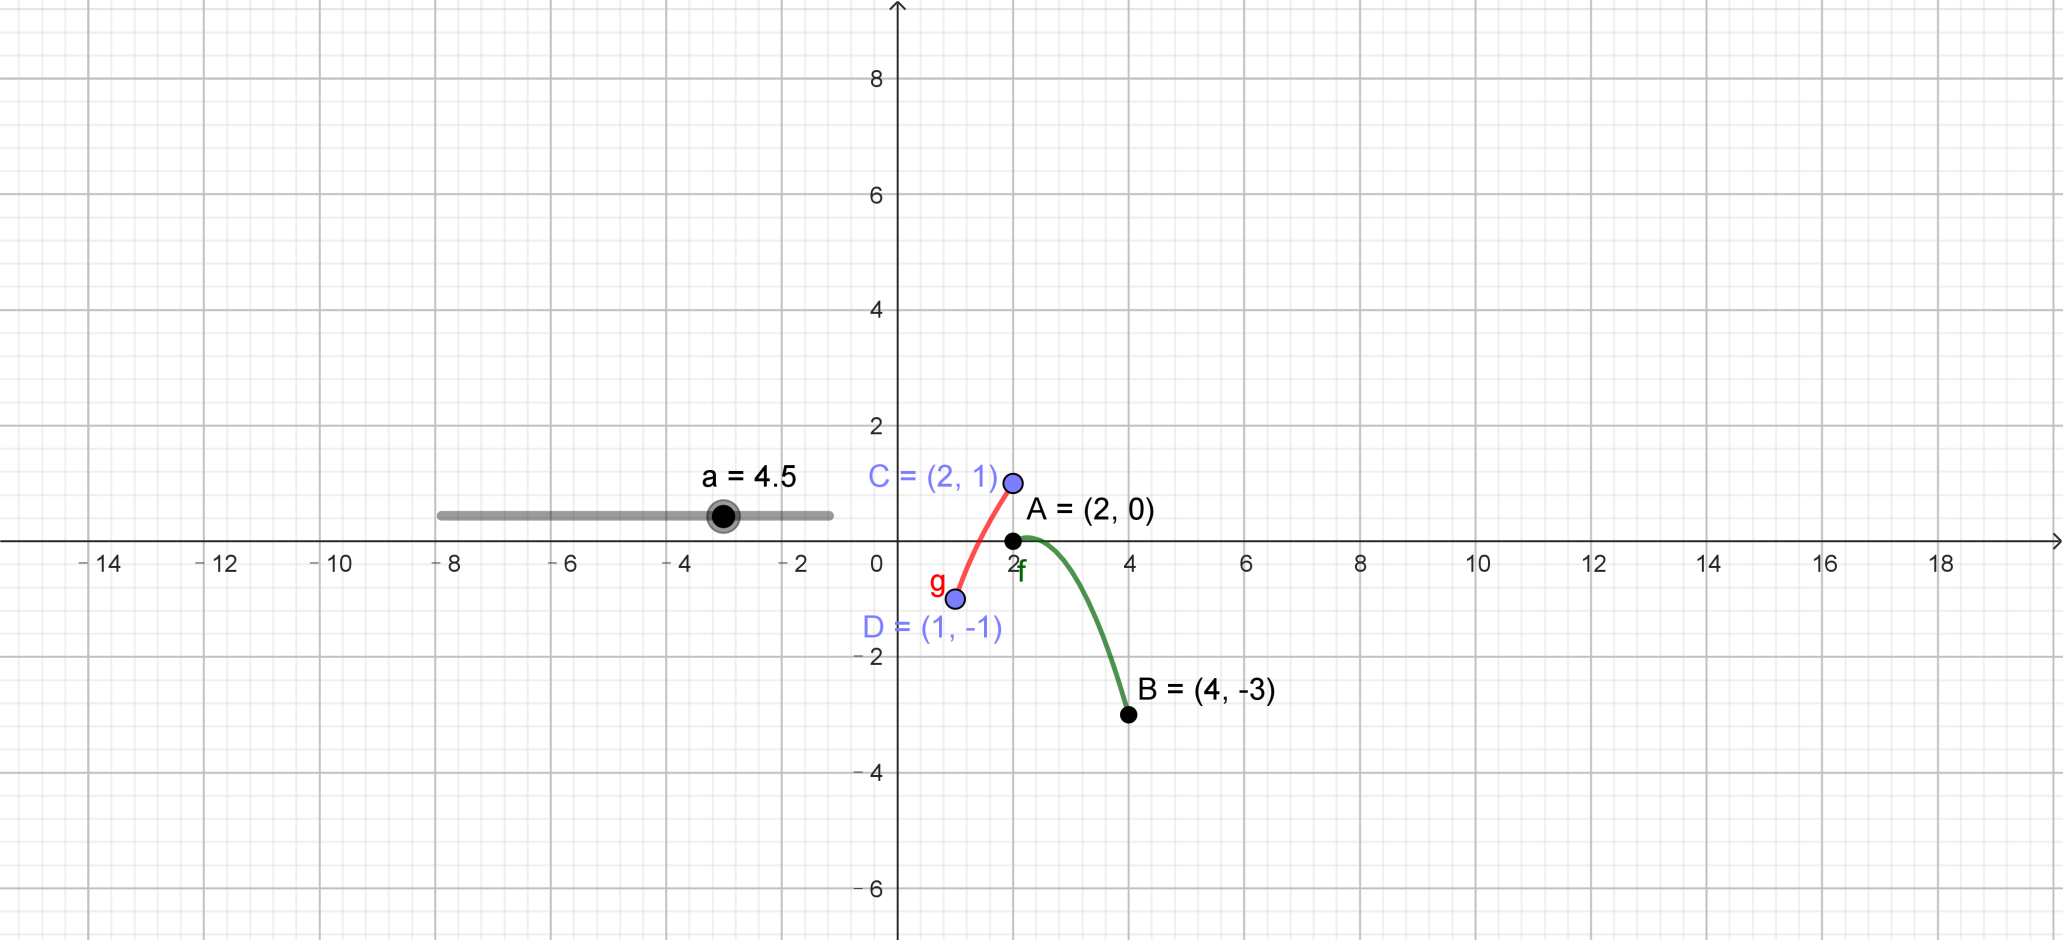 8
6
4
2
a = 4.5
C = (2, 1)
A = (2, 0)
−14 −12 −10 −8 −6 −4 −2 0 2 4 6 8 10 12 14 16 18
f
g
D = (1, -1)
−2
B = (4, -3)
−4
−6